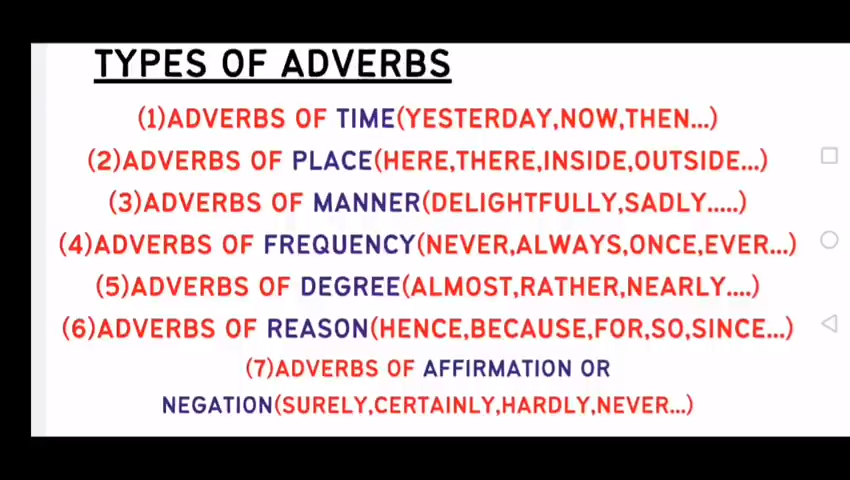 TYPES OF ADVERBS
(1)ADVERBS OF TIME(YESTERDAY,NOW,THEN...)
(2)ADVERBS OF PLACE(HERE,THERE,INSIDE,OUTSIDE...)
(3)ADVERBS OF MANNER(DELIGHTFULLY,SADLY.....)
(4)ADVERBS OF FREQUENCY(NEVER,ALWAYS,ONCE,EVER...)
(5)ADVERBS OF DEGREE(ALMOST,RATHER,NEARLY....)
(6)ADVERBS OF REASON(HENCE,BECAUSE,FOR,SO,SINCE...)
(7)ADVERBS OF AFFIRMATION OR
NEGATION(SURELY,CERTAINLY,HARDLY,NEVER...)